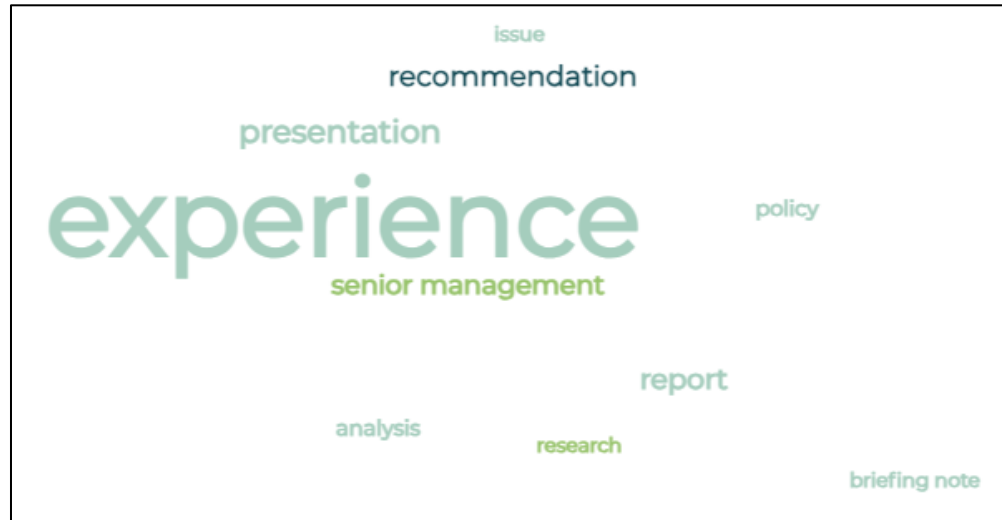 issue
recommendation
presentation
experience
policy
senior management
report
analysis
research
briefing note